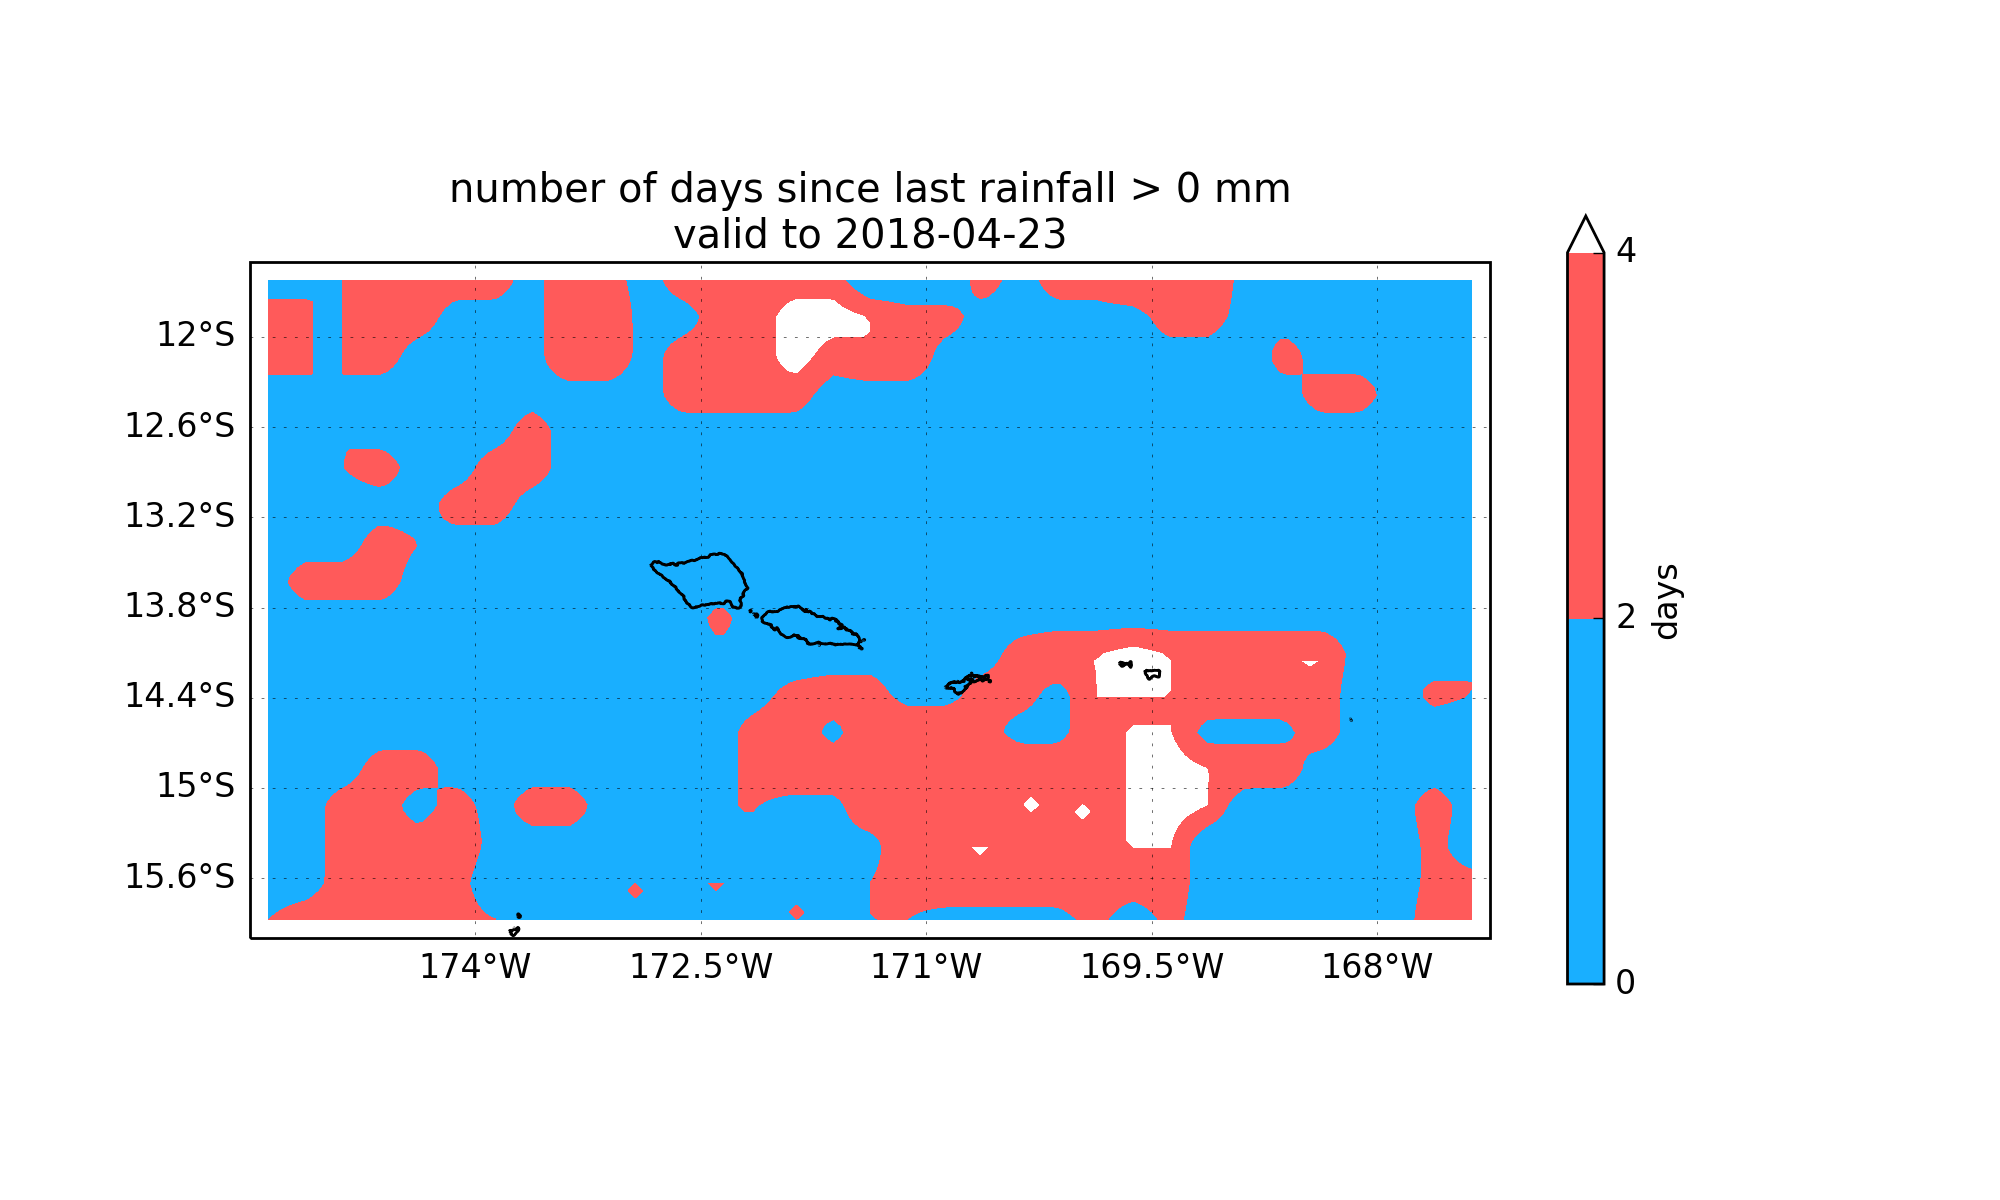 number of days since last rainfall > 0 mm
valid to 2018-04-23
12°S
12.6°S
13.2°S
13.8°S
14.4°S
15°S
15.6°S
174°W 172.5°W 171°W 169.5°W 168°W
4
2
0
days